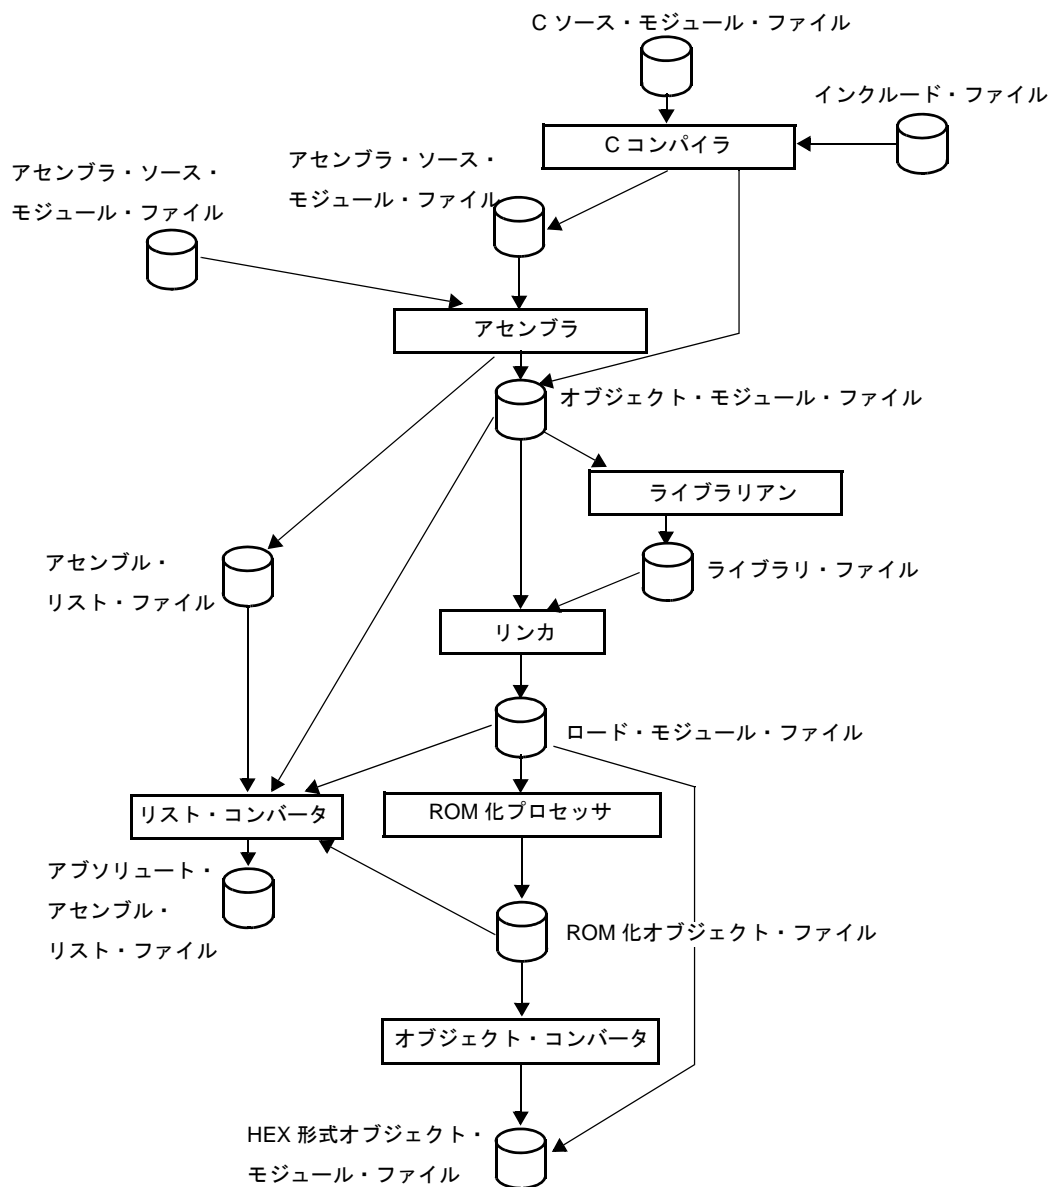 C ソース・モジュール・ファイル
インクルード・ファイル
C コンパイラ
アセンブラ・ソース・
モジュール・ファイル
アセンブラ・ソース・
モジュール・ファイル
アセンブラ
オブジェクト・モジュール・ファイル
ライブラリアン
アセンブル・
リスト・ファイル
ライブラリ・ファイル
リンカ
ロード・モジュール・ファイル
リスト・コンバータ
ROM 化プロセッサ
アブソリュート・
アセンブル・
リスト・ファイル
ROM 化オブジェクト・ファイル
オブジェクト・コンバータ
HEX 形式オブジェクト・
モジュール・ファイル